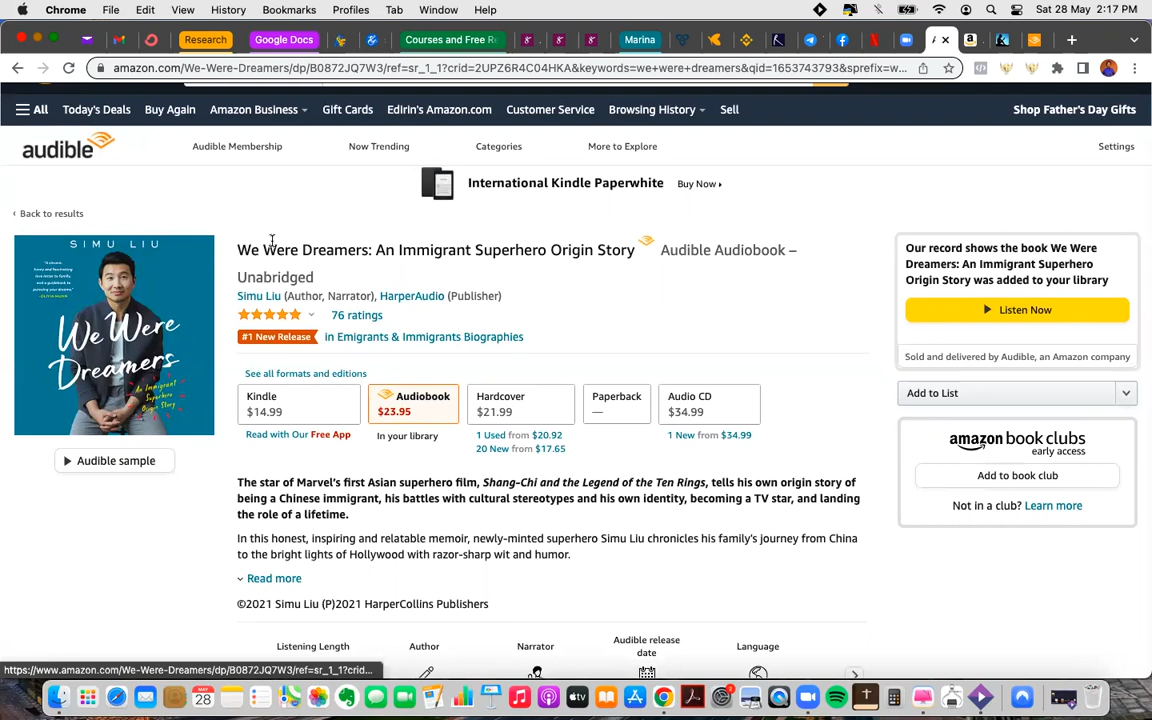 Chrome File Edit View History Bookmarks Profiles Tab Window Help Sat 28 May 2:17 PM
Research Google Docs Courses and Free Re Marina
amazon.com/We-Were-Dreamers/dp/B0872JQ7W3/ref=sr_1_1?crid=2UPZ6R4C04HKA&keywords=we+were+dreamers&qid=1653743793&sprefix=w...
All Today's Deals Buy Again Amazon Business Gift Cards Edirin's Amazon.com Customer Service Browsing History Sell Shop Father's Day Gifts
audible Audible Membership Now Trending Categories More to Explore Settings
International Kindle Paperwhite Buy Now
Back to results
SIMU LIU
We Were
Dreamers
An Immigrant
Superhero
Origin Story
Audible sample
We Were Dreamers: An Immigrant Superhero Origin Story Audible Audiobook –
Unabridged
Simu Liu (Author, Narrator), HarperAudio (Publisher)
76 ratings
#1 New Release in Emigrants & Immigrants Biographies
See all formats and editions
Kindle Audiobook Hardcover Paperback Audio CD
$14.99 $23.95 $21.99 — $34.99
Read with Our Free App In your library 1 Used from $20.92 1 New from $34.99
20 New from $17.65
The star of Marvel's first Asian superhero film, Shang-Chi and the Legend of the Ten Rings, tells his own origin story of
being a Chinese immigrant, his battles with cultural stereotypes and his own identity, becoming a TV star, and landing
the role of a lifetime.
In this honest, inspiring and relatable memoir, newly-minted superhero Simu Liu chronicles his family's journey from China
to the bright lights of Hollywood with razor-sharp wit and humor.
Read more
©2021 Simu Liu (P)2021 HarperCollins Publishers
Listening Length Author Narrator Audible release Language
date
Our record shows the book We Were
Dreamers: An Immigrant Superhero
Origin Story was added to your library
Listen Now
Sold and delivered by Audible, an Amazon company
Add to List
amazon book clubs
early access
Add to book club
Not in a club? Learn more
https://www.amazon.com/We-Were-Dreamers/dp/B0872JQ7W3/ref=sr_1_1?crid...